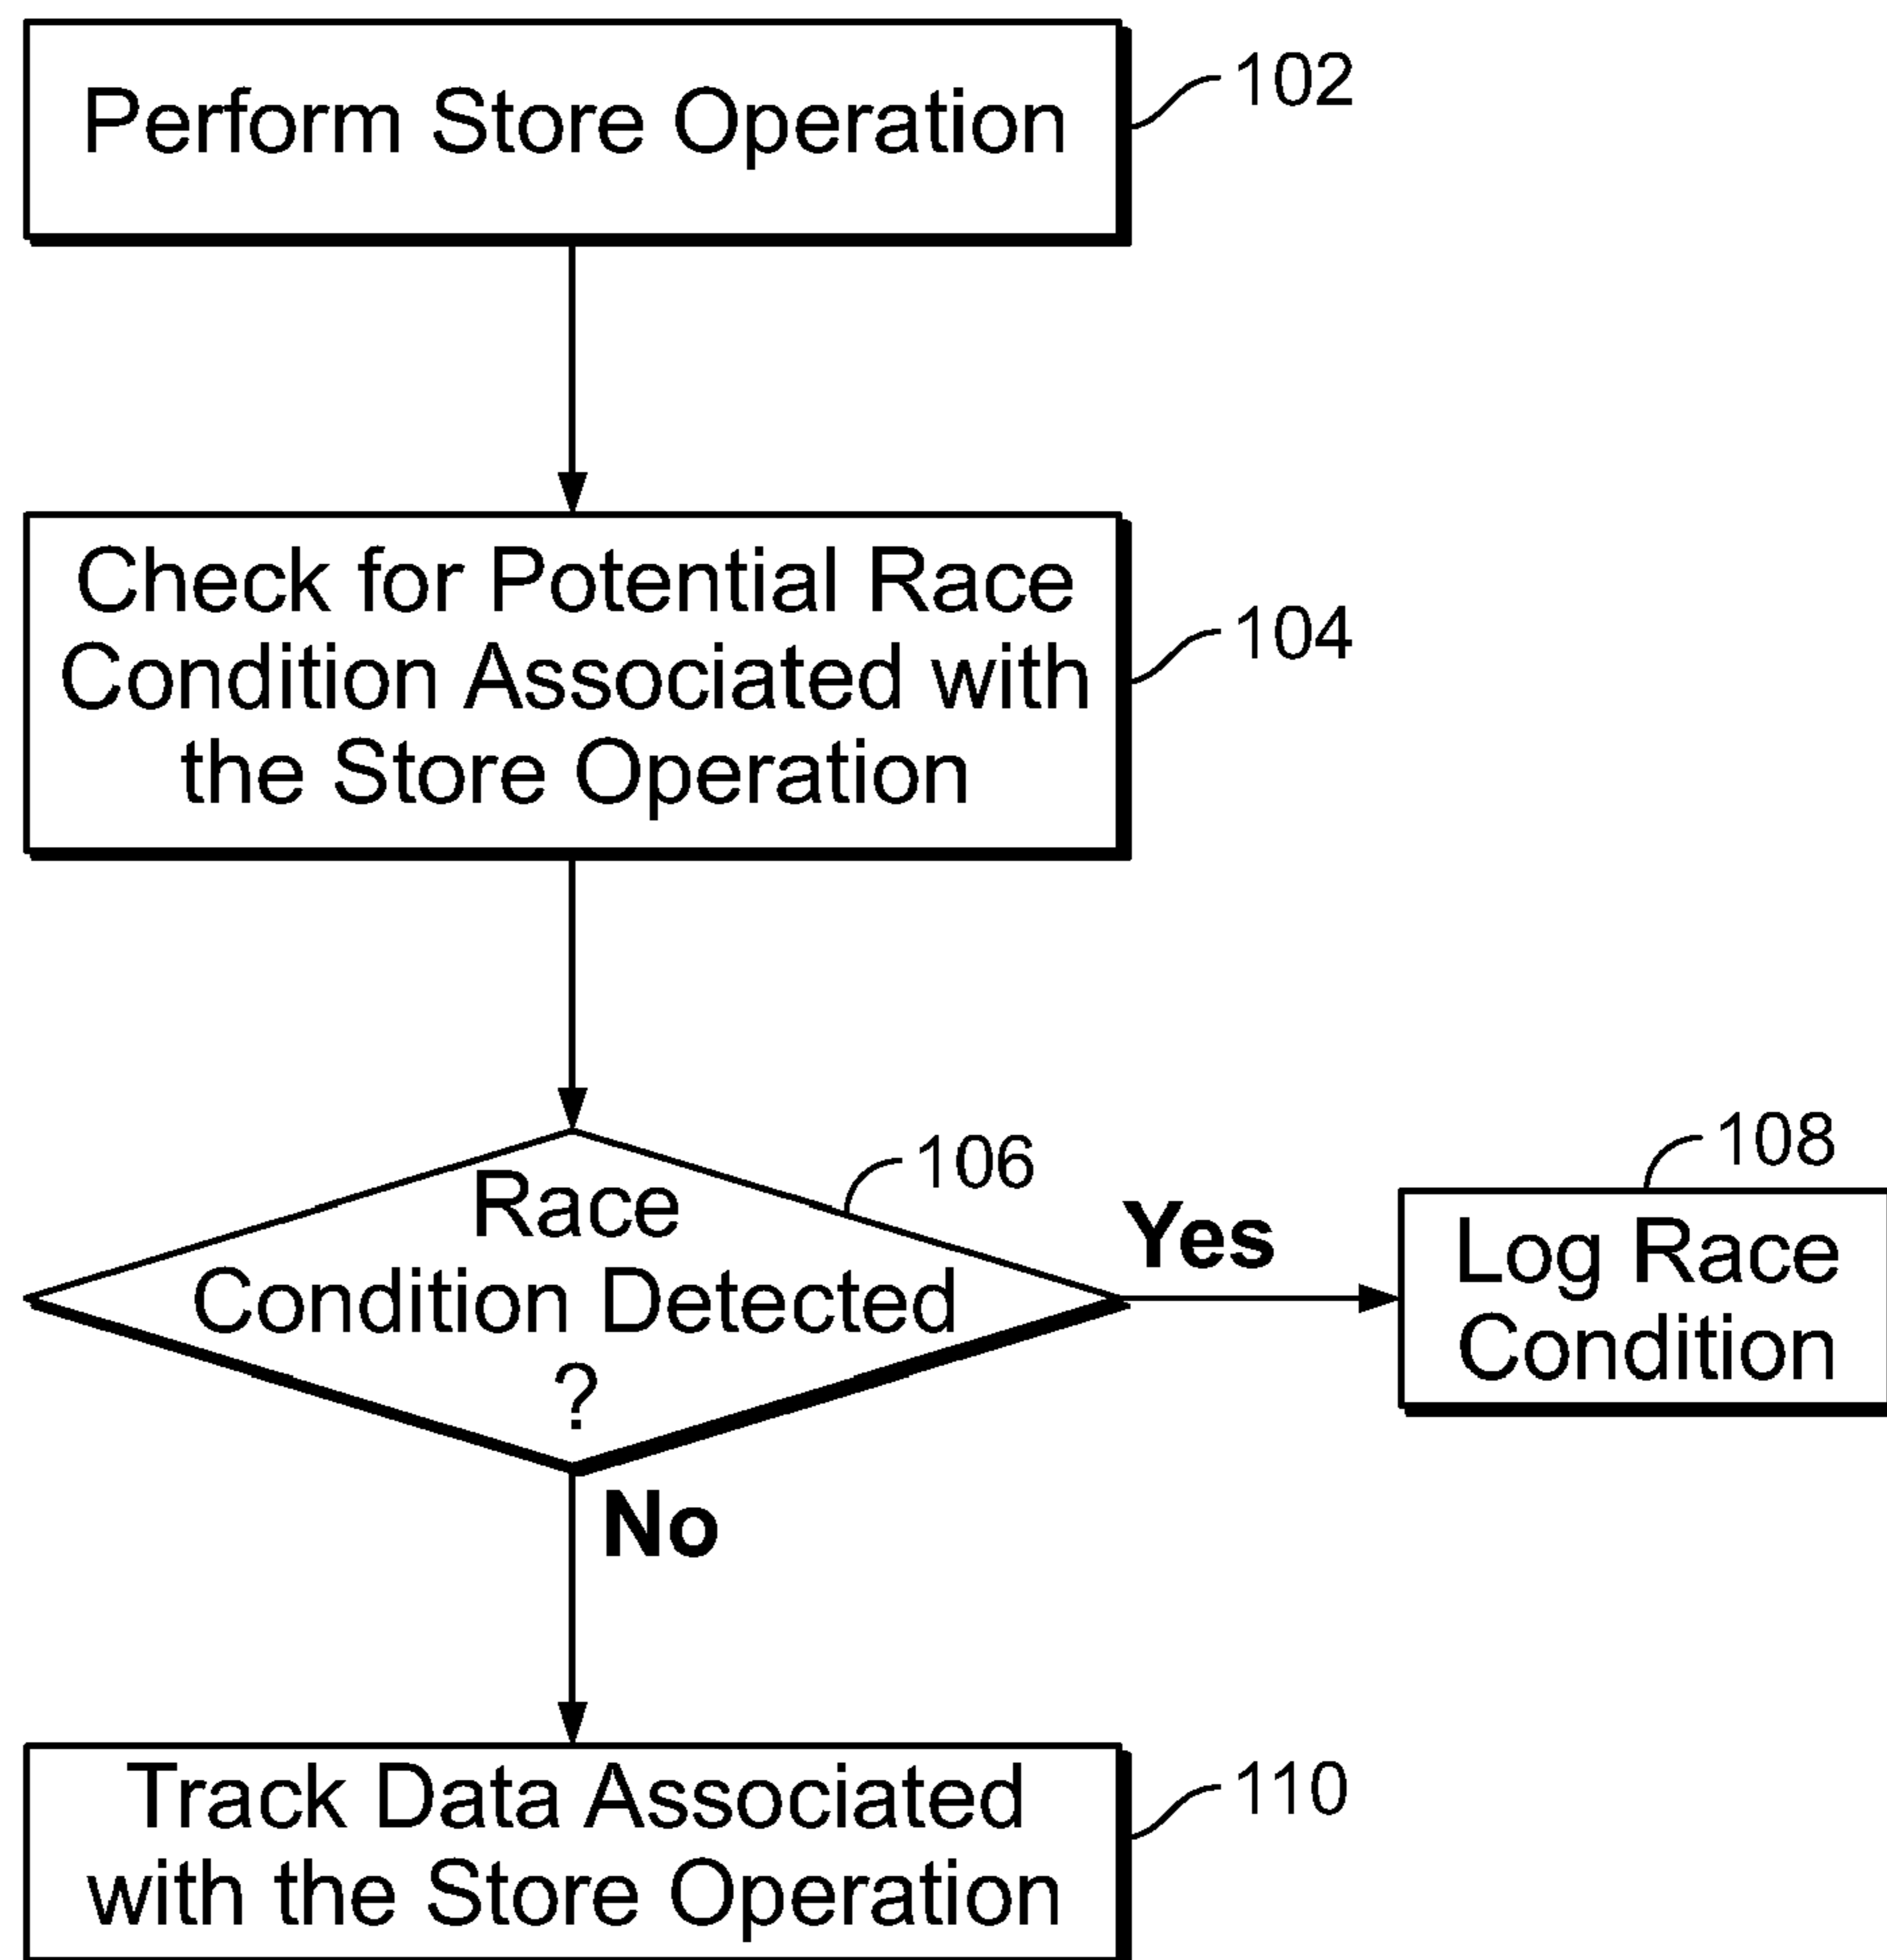 Perform Store Operation
102
Check for Potential Race
Condition Associated with
the Store Operation
104
Race
Condition Detected
?
106
Yes
108
Log Race
Condition
No
Track Data Associated
with the Store Operation
110